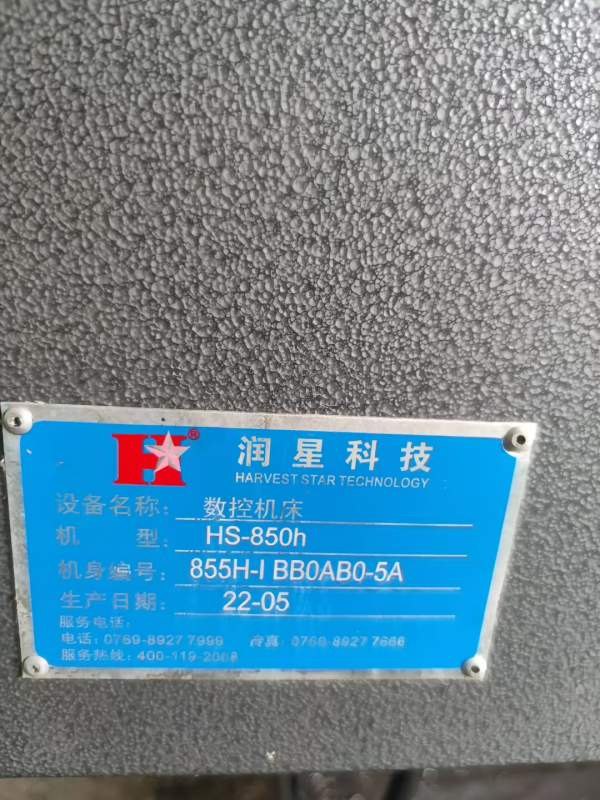 H ®
润星科技
HARVEST STAR TECHNOLOGY
设备名称: 数控机床
机 型: HS-850h
机身编号: 855H-I BB0AB0-5A
生产日期: 22-05
服务电话:
电话: 0769-8927 7999 传真: 0769-8927 7666
服务热线: 400-119-2068